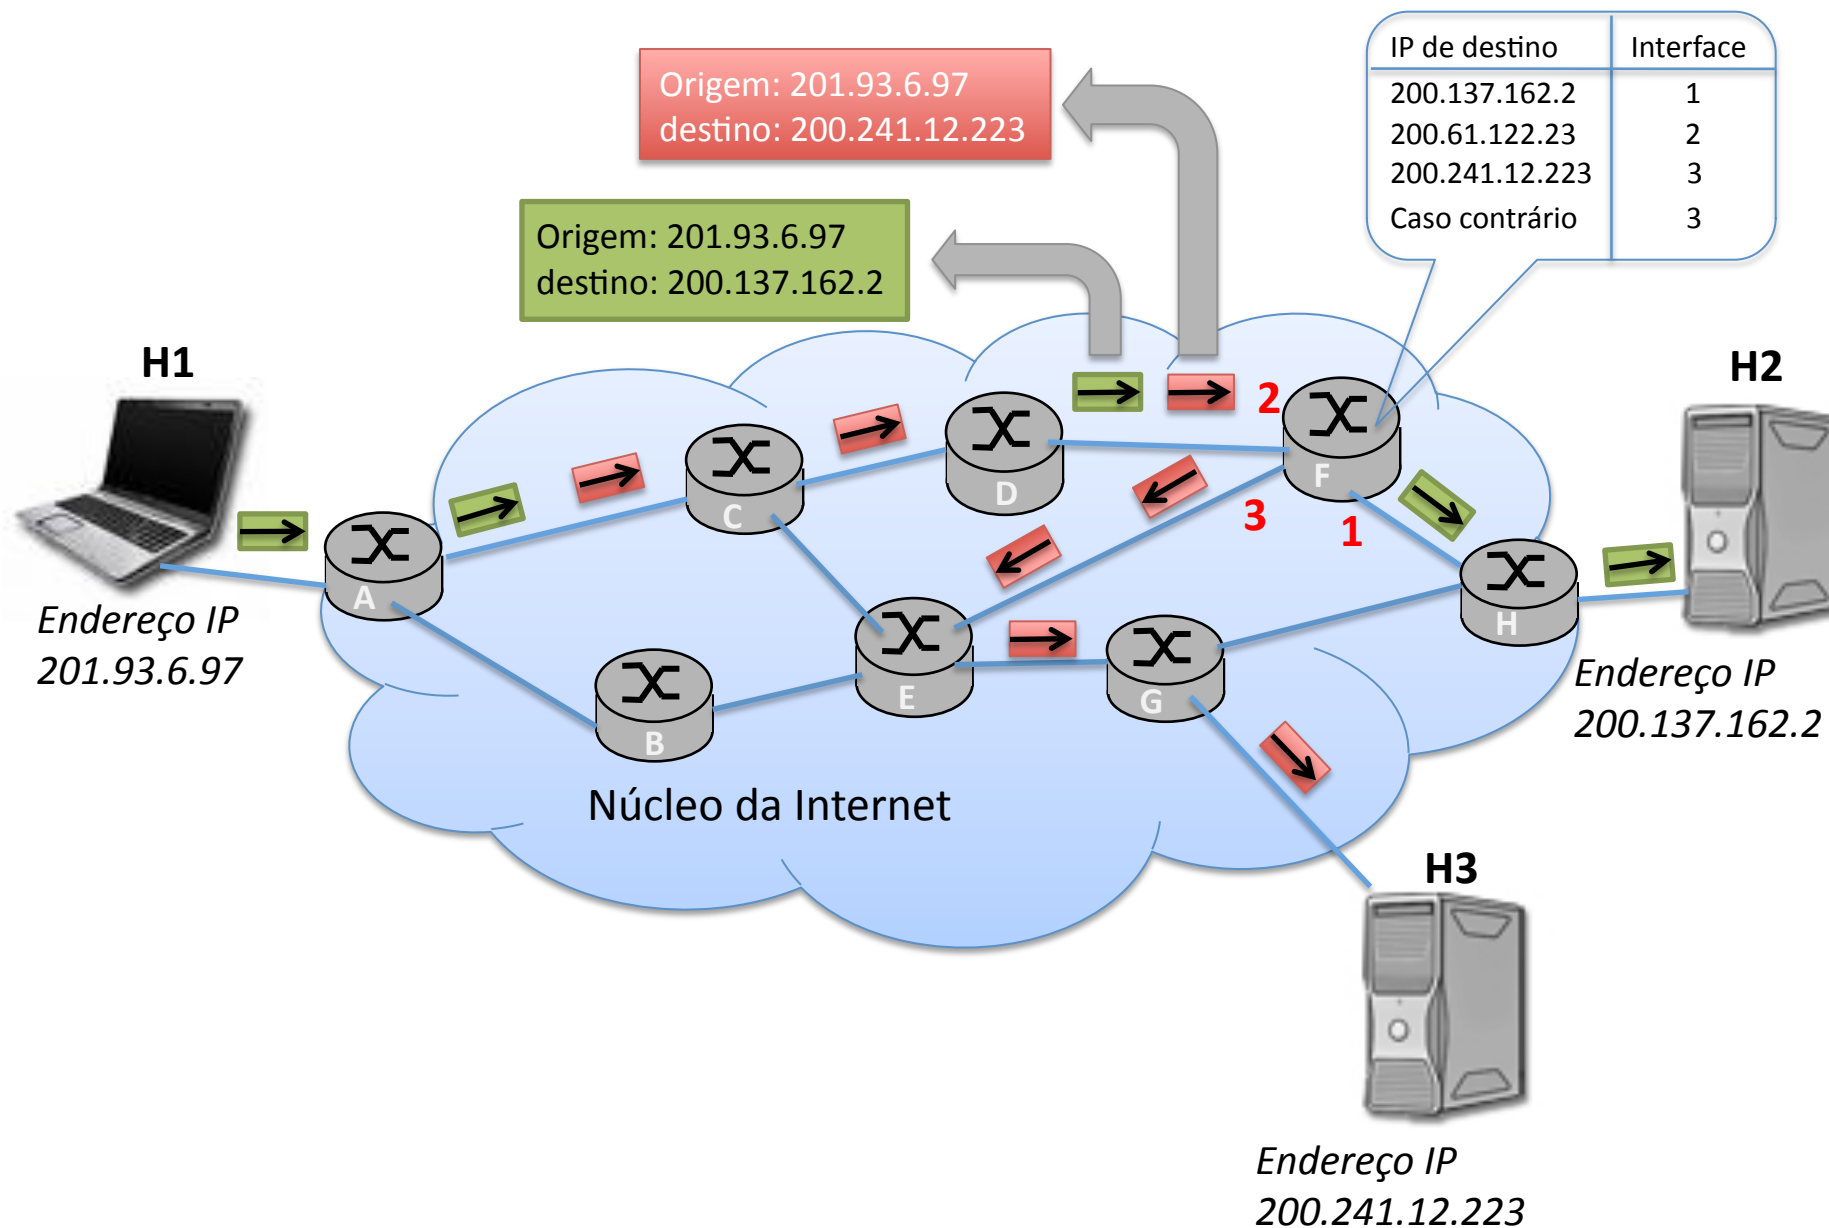 IP de destino Interface
200.137.162.2 1
200.61.122.23 2
200.241.12.223 3
Caso contrário 3
Origem: 201.93.6.97
destino: 200.241.12.223
Origem: 201.93.6.97
destino: 200.137.162.2
H1
H2
2
F
D
C
3
1
A
Endereço IP
201.93.6.97
H
E
G
B
Endereço IP
200.137.162.2
Núcleo da Internet
H3
Endereço IP
200.241.12.223